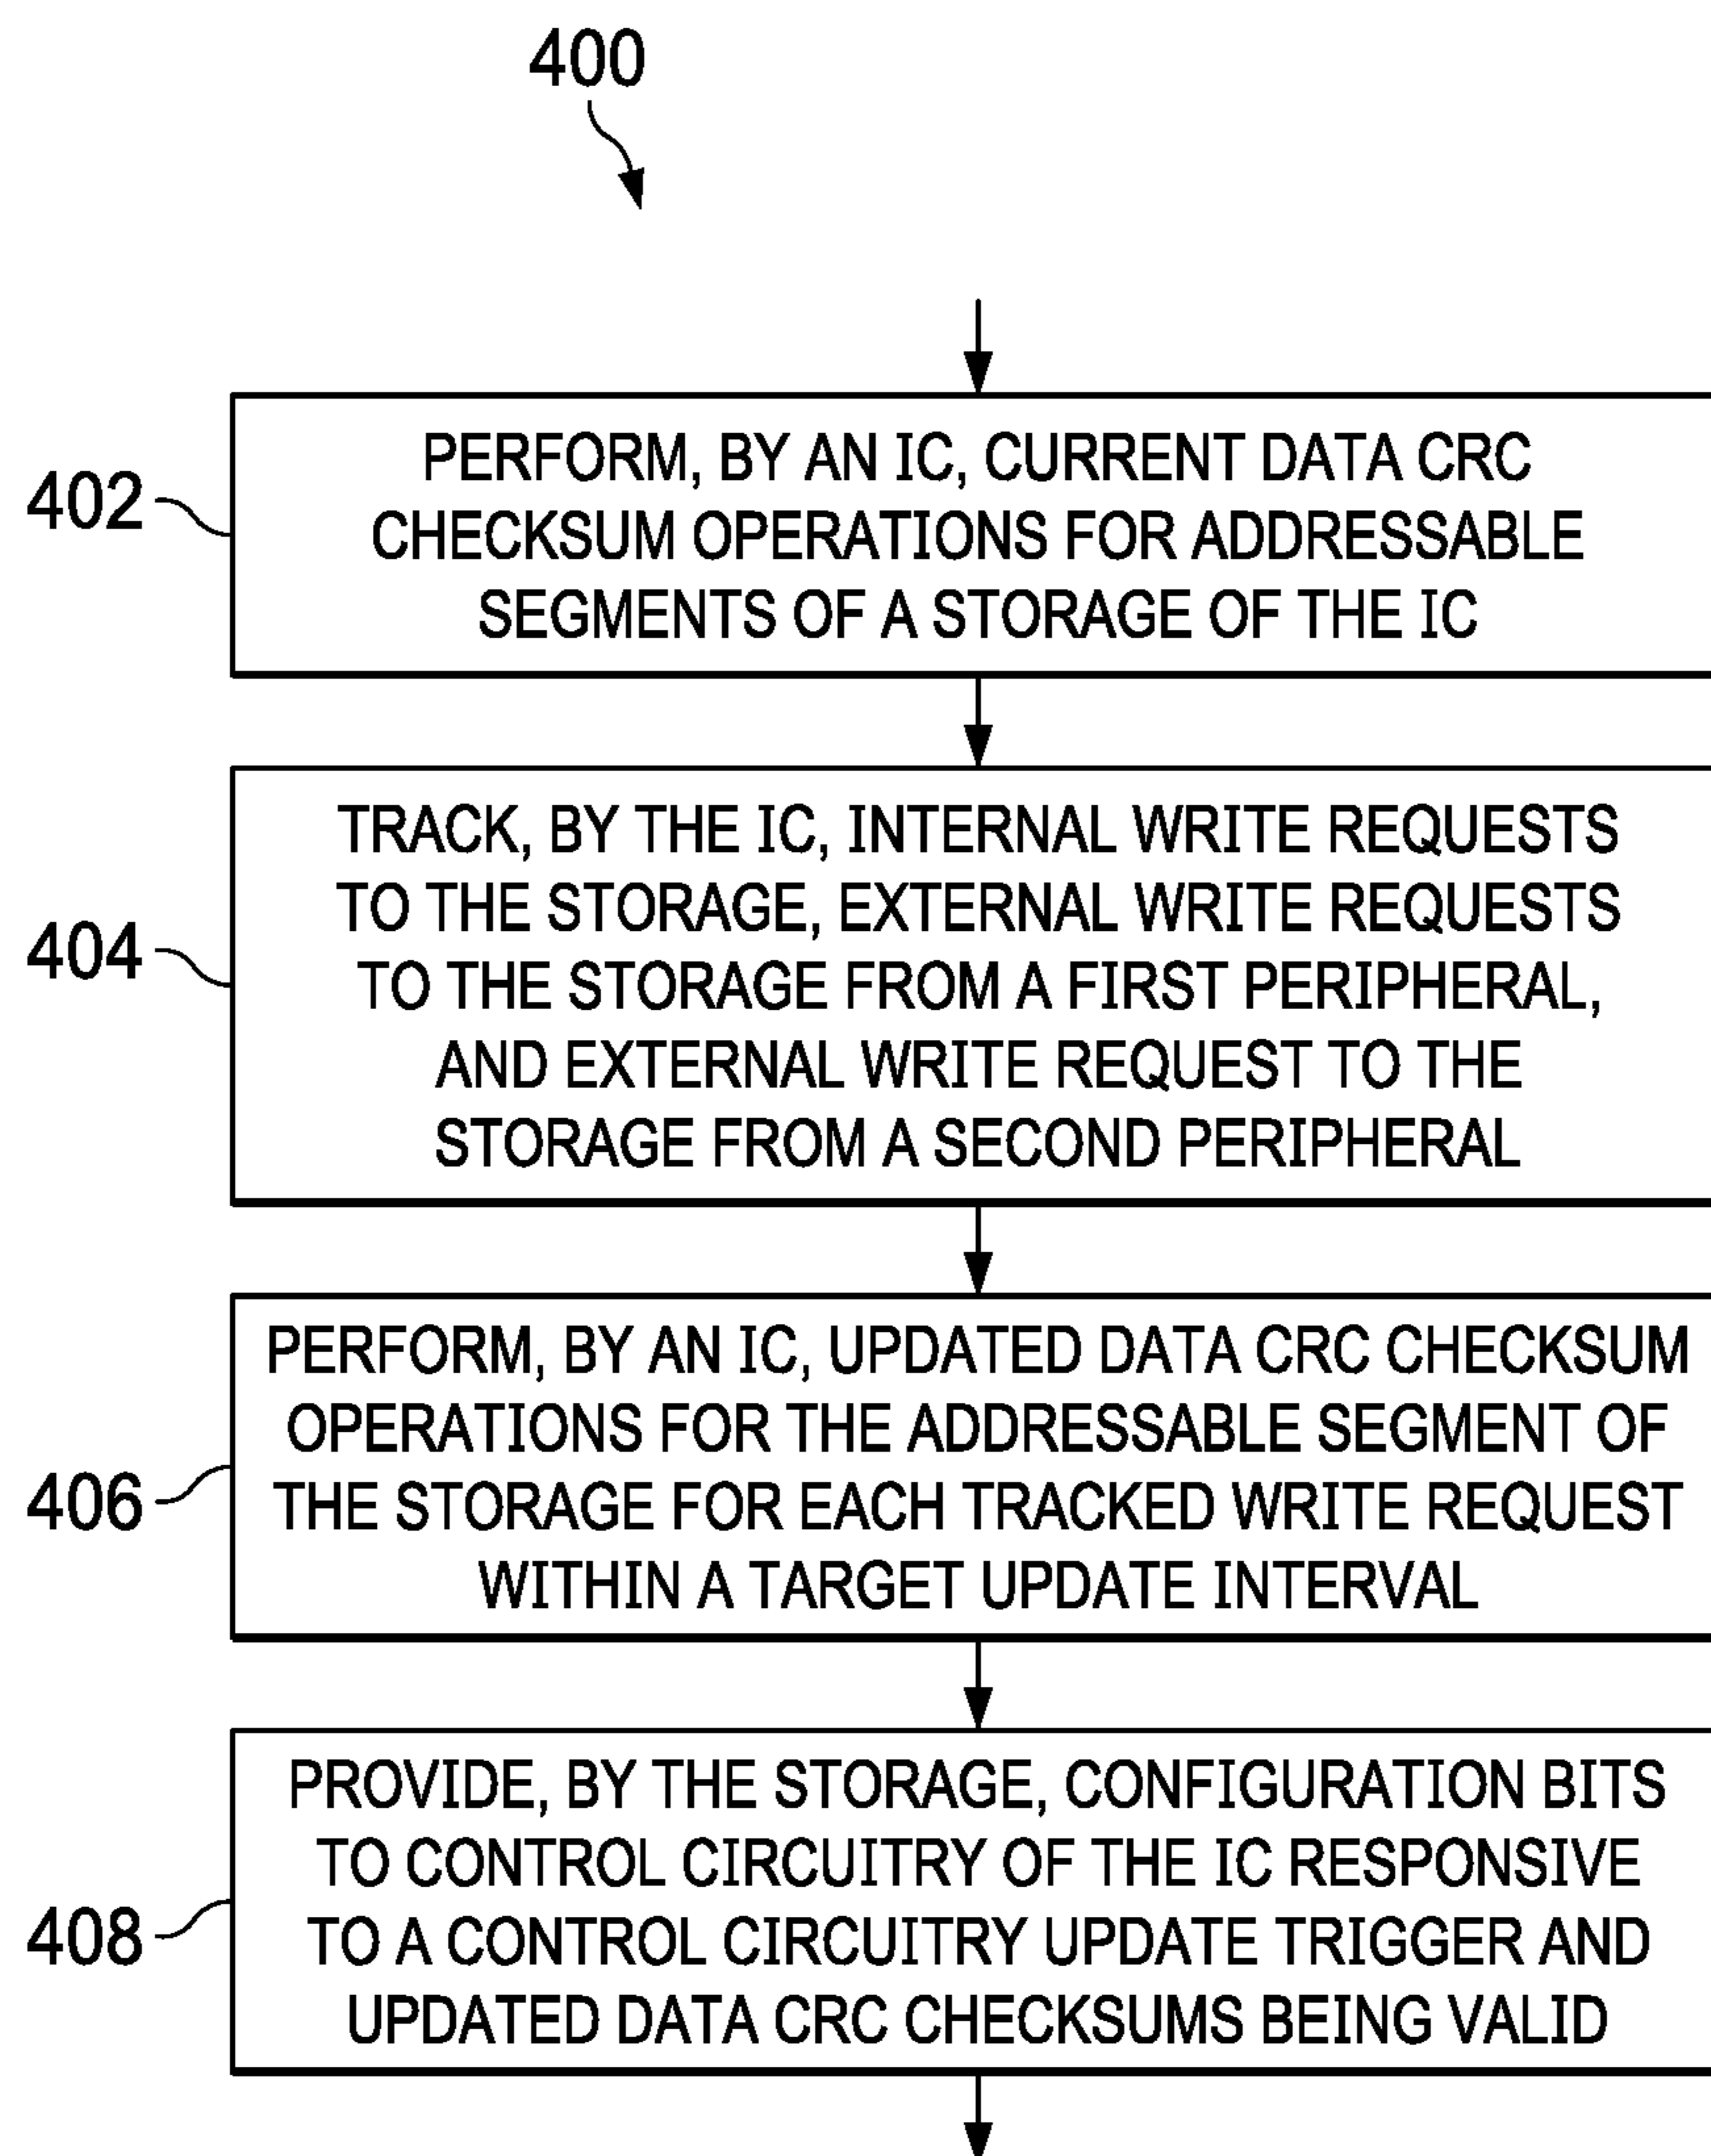 400
402
PERFORM, BY AN IC, CURRENT DATA CRC
CHECKSUM OPERATIONS FOR ADDRESSABLE
SEGMENTS OF A STORAGE OF THE IC
404
TRACK, BY THE IC, INTERNAL WRITE REQUESTS
TO THE STORAGE, EXTERNAL WRITE REQUESTS
TO THE STORAGE FROM A FIRST PERIPHERAL,
AND EXTERNAL WRITE REQUEST TO THE
STORAGE FROM A SECOND PERIPHERAL
406
PERFORM, BY AN IC, UPDATED DATA CRC CHECKSUM
OPERATIONS FOR THE ADDRESSABLE SEGMENT OF
THE STORAGE FOR EACH TRACKED WRITE REQUEST
WITHIN A TARGET UPDATE INTERVAL
408
PROVIDE, BY THE STORAGE, CONFIGURATION BITS
TO CONTROL CIRCUITRY OF THE IC RESPONSIVE
TO A CONTROL CIRCUITRY UPDATE TRIGGER AND
UPDATED DATA CRC CHECKSUMS BEING VALID